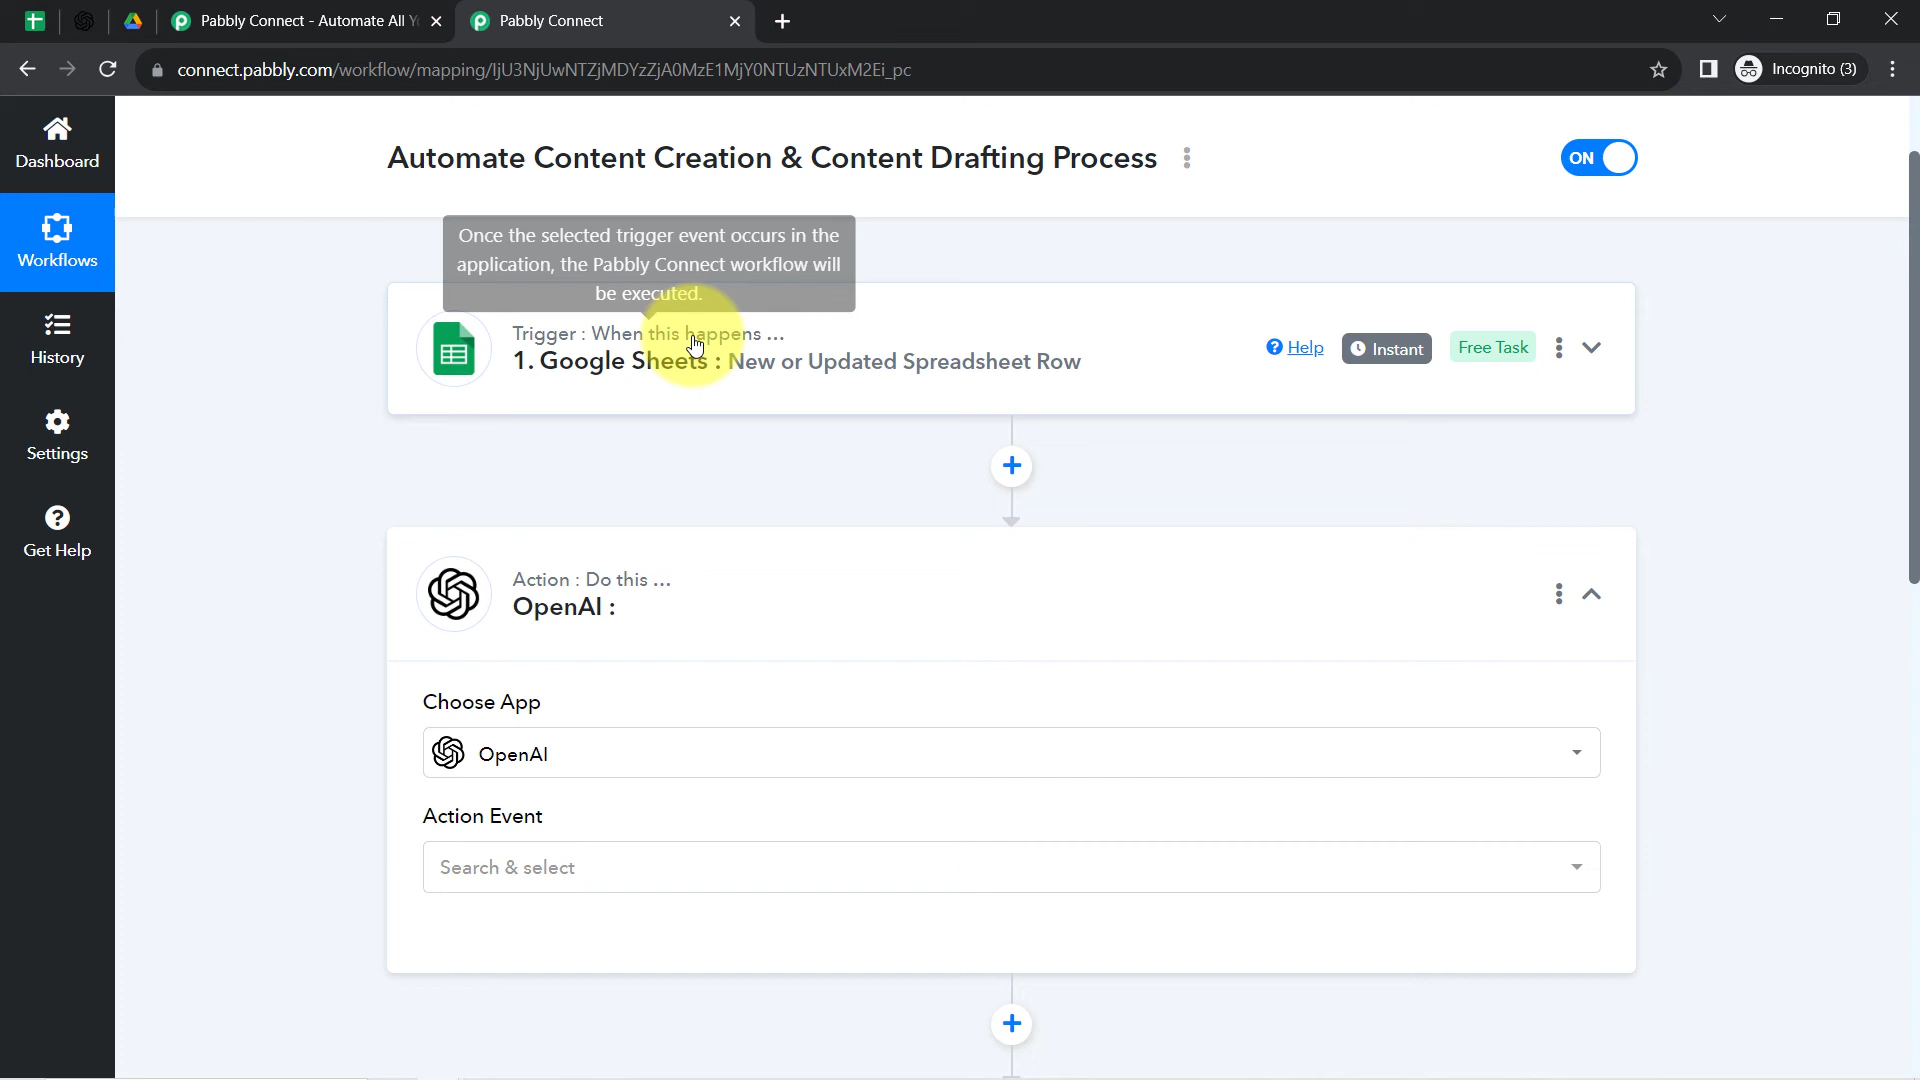 Pabbly Connect - Automate All Y
Pabbly Connect
connect.pabbly.com/workflow/mapping/IjU3NjUwNTZjMDYzZjA0MzE1MjY0NTUzNTUxM2Ei_pc
Incognito (3)
Dashboard
Workflows
History
Settings
Get Help
Automate Content Creation & Content Drafting Process
ON
Once the selected trigger event occurs in the
application, the Pabbly Connect workflow will
be executed.
Trigger : When this happens ...
1. Google Sheets : New or Updated Spreadsheet Row
Help
Instant
Free Task
Action : Do this ...
OpenAI :
Choose App
OpenAI
Action Event
Search & select